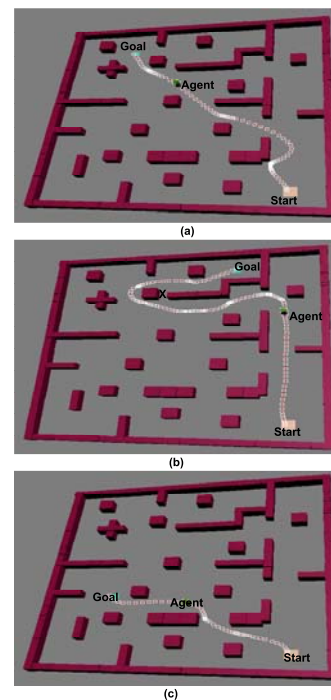 Goal
Agent
Start
(a)
Goal
X
Agent
Start
(b)
Goal
Agent
Start
(c)